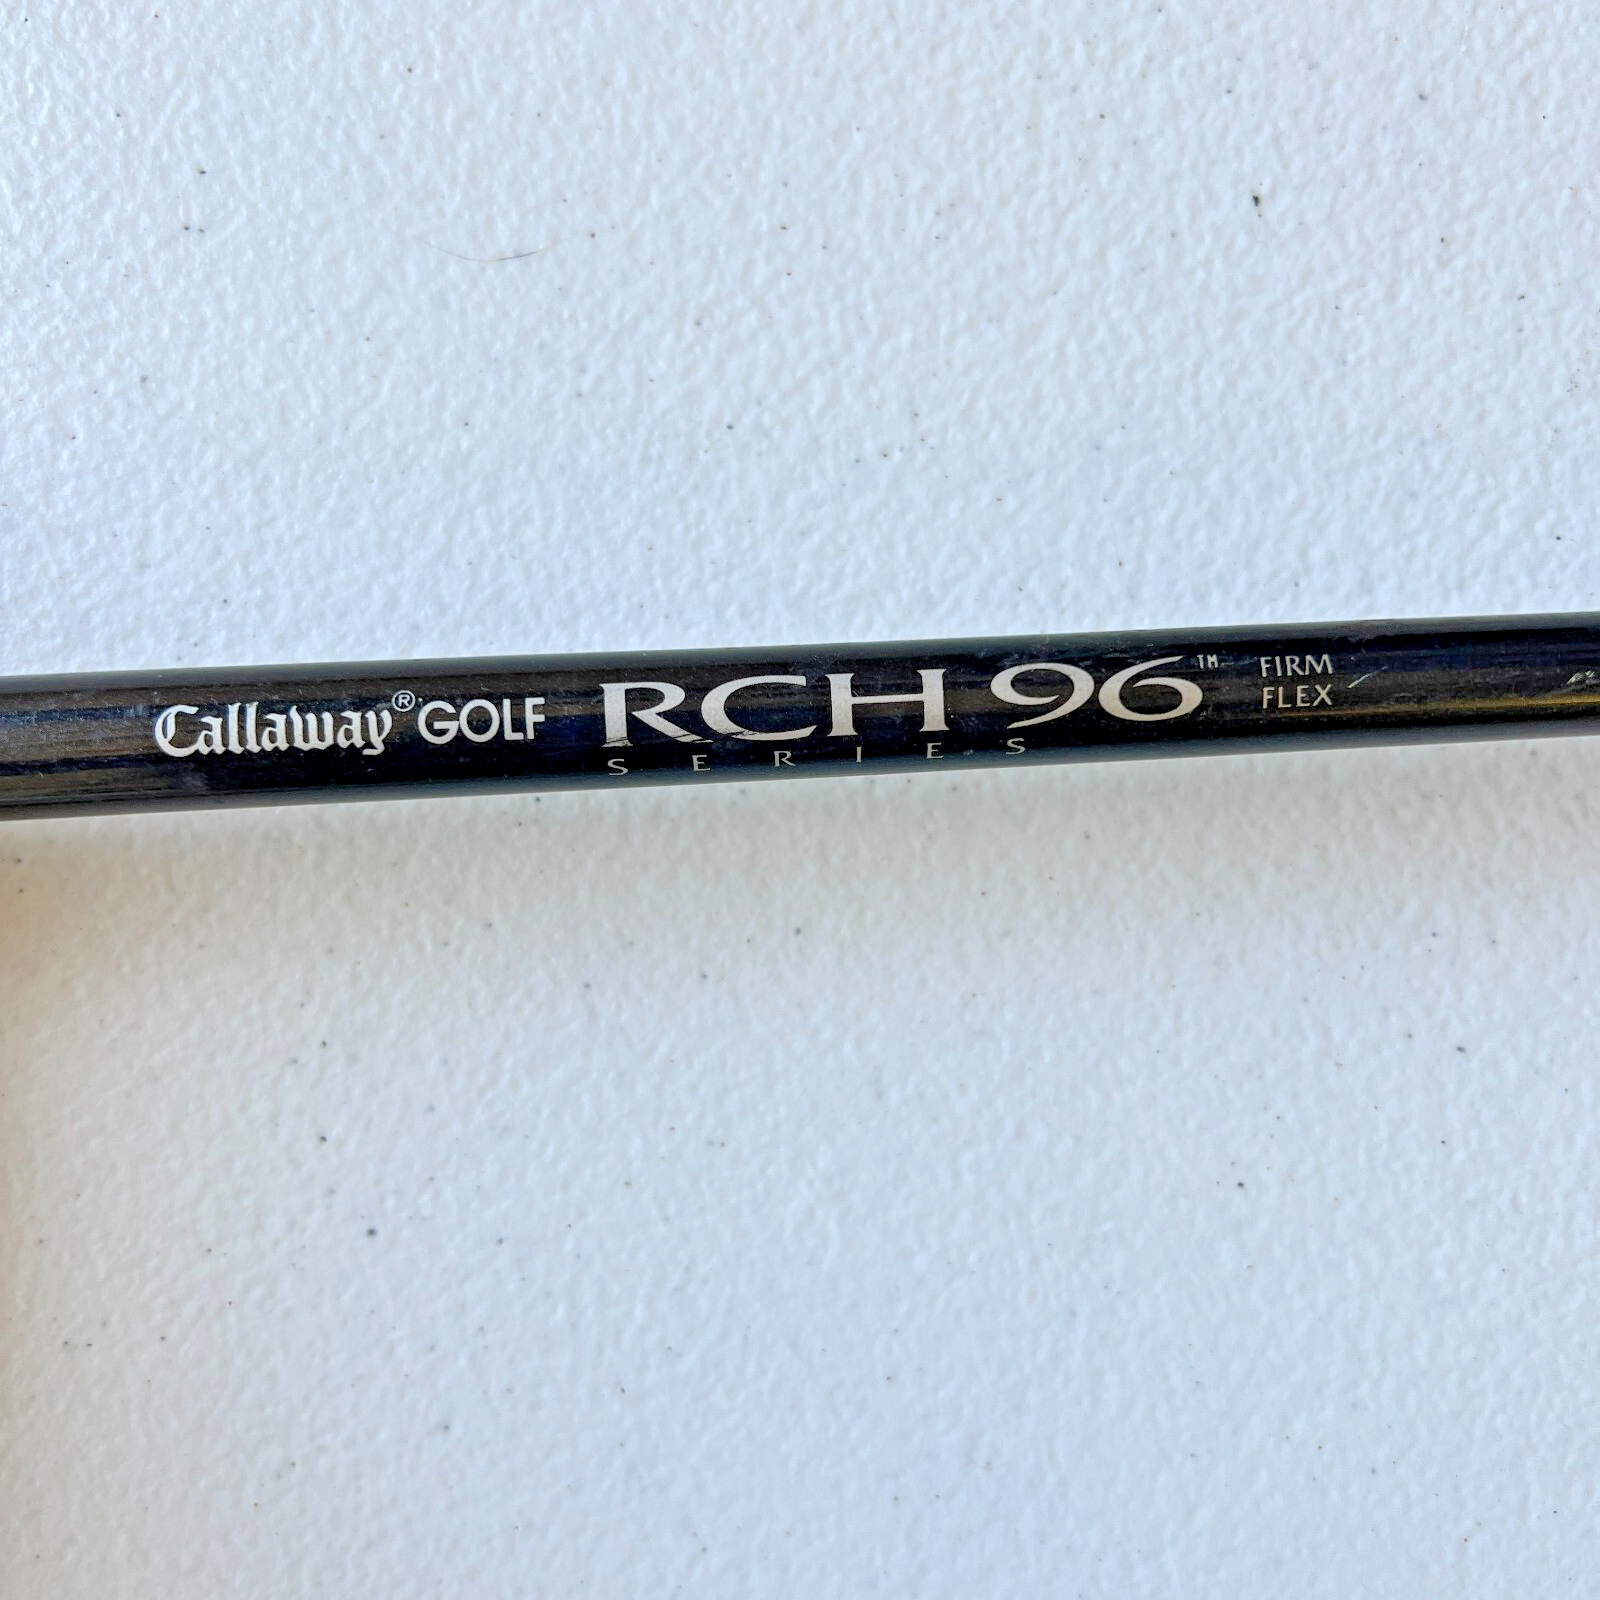 Callaway® GOLF RCH 96™ FIRM FLEX
SERIES